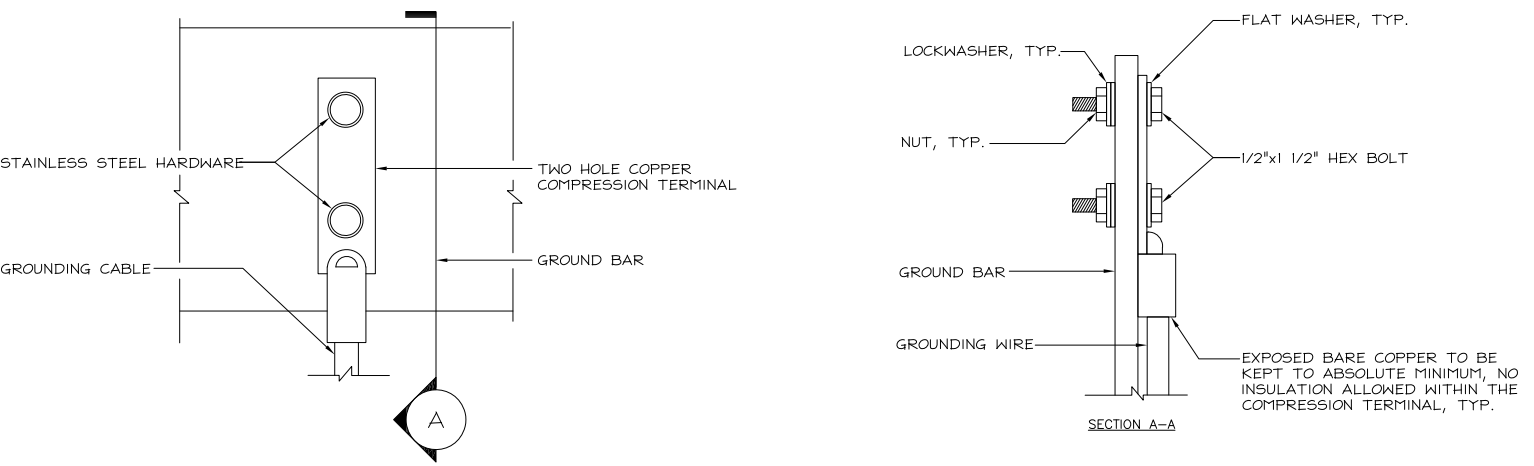 STAINLESS STEEL HARDWARE
TWO HOLE COPPER
COMPRESSION TERMINAL
GROUNDING CABLE
GROUND BAR
A
FLAT WASHER, TYP.
LOCKWASHER, TYP.
NUT, TYP.
1/2"x1 1/2" HEX BOLT
GROUND BAR
GROUNDING WIRE
EXPOSED BARE COPPER TO BE
KEPT TO ABSOLUTE MINIMUM, NO
INSULATION ALLOWED WITHIN THE
COMPRESSION TERMINAL, TYP.
SECTION A-A